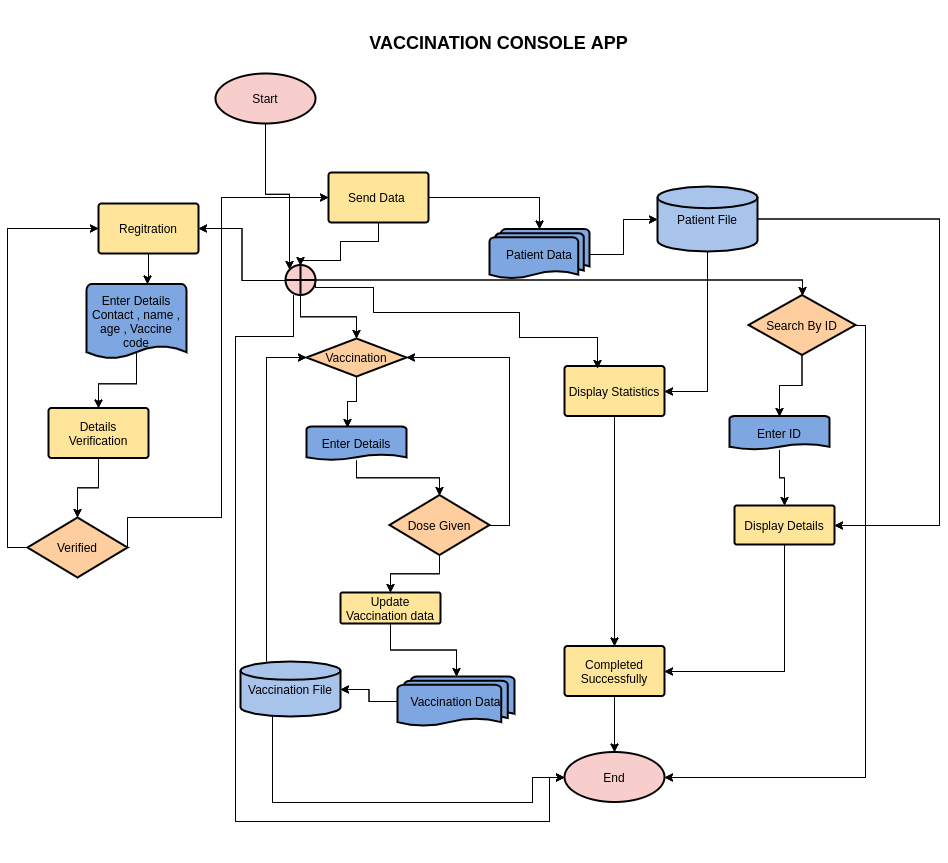 VACCINATION CONSOLE APP
Start
Send Data
Regitration
Patient File
Patient Data
Enter Details
Contact , name ,
age , Vaccine
code
Search By ID
Vaccination
Display Statistics
Details
Verification
Enter Details
Enter ID
Dose Given
Display Details
Verified
Update
Vaccination data
Completed
Successfully
Vaccination File
Vaccination Data
End